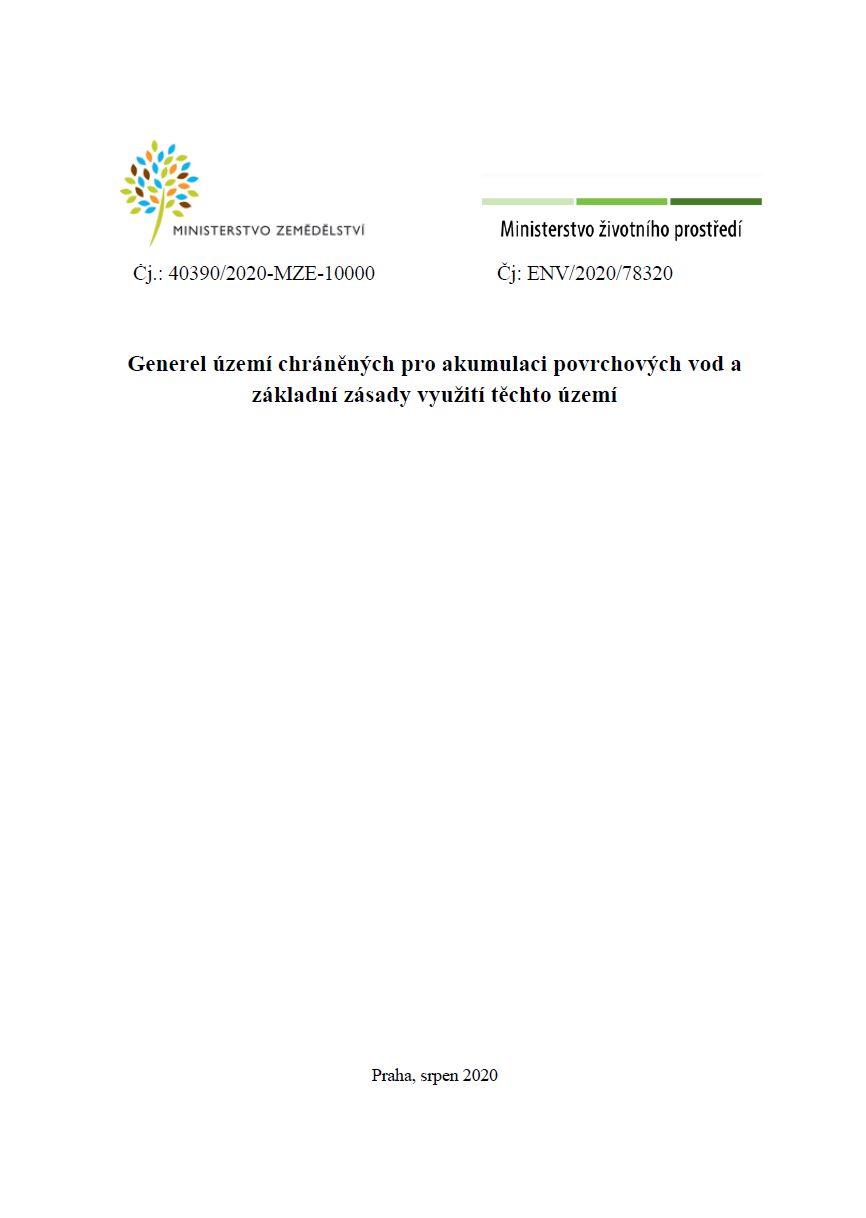 MINISTERSTVO ZEMĚDĚLSTVÍ
Ministerstvo životního prostředí
Čj.: 40390/2020-MZE-10000
Čj: ENV/2020/78320
Generel území chráněných pro akumulaci povrchových vod a
základní zásady využití těchto území
Praha, srpen 2020